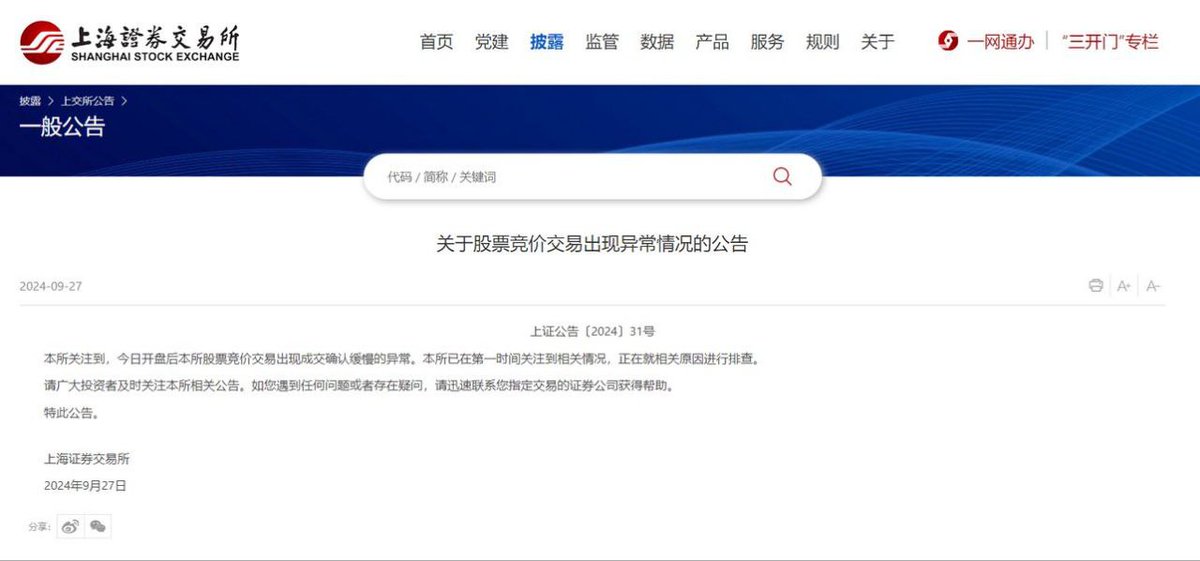 上海證券交易所
SHANGHAI STOCK EXCHANGE
首页 党建 披露 监管 数据 产品 服务 规则 关于 一网通办 “三开门”专栏
披露 > 上交所公告 >
一般公告
代码 / 简称 / 关键词
关于股票竞价交易出现异常情况的公告
2024-09-27
A+ A-
上证公告〔2024〕31号
本所关注到，今日开盘后本所股票竞价交易出现成交确认缓慢的异常。本所已在第一时间关注到相关情况，正在就相关原因进行排查。
请广大投资者及时关注本所相关公告。如您遇到任何问题或者存在疑问，请迅速联系您指定交易的证券公司获得帮助。
特此公告。
上海证券交易所
2024年9月27日
分享: